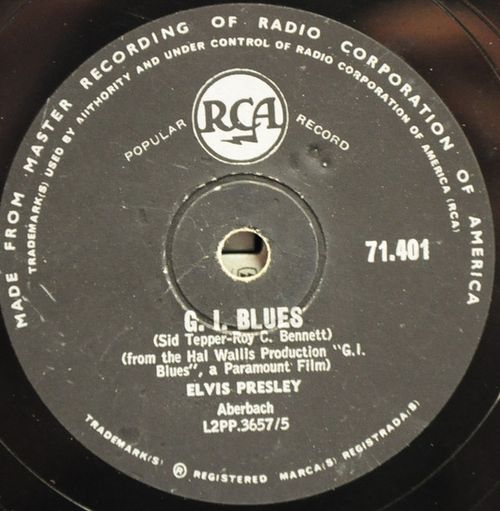 MADE FROM MASTER RECORDING OF RADIO CORPORATION OF AMERICA
TRADEMARK(S) USED BY AUTHORITY AND UNDER CONTROL OF RADIO CORPORATION OF AMERICA (RCA)
RCA
POPULAR RECORD
71.401
G. I. BLUES
(Sid Tepper-Roy C. Bennett)
(from the Hal Wallis Production "G.I.
Blues", a Paramount Film)
ELVIS PRESLEY
Aberbach
L2PP.3657/5
TRADEMARK(S) ® REGISTERED MARCA(S) REGISTRADA(S)